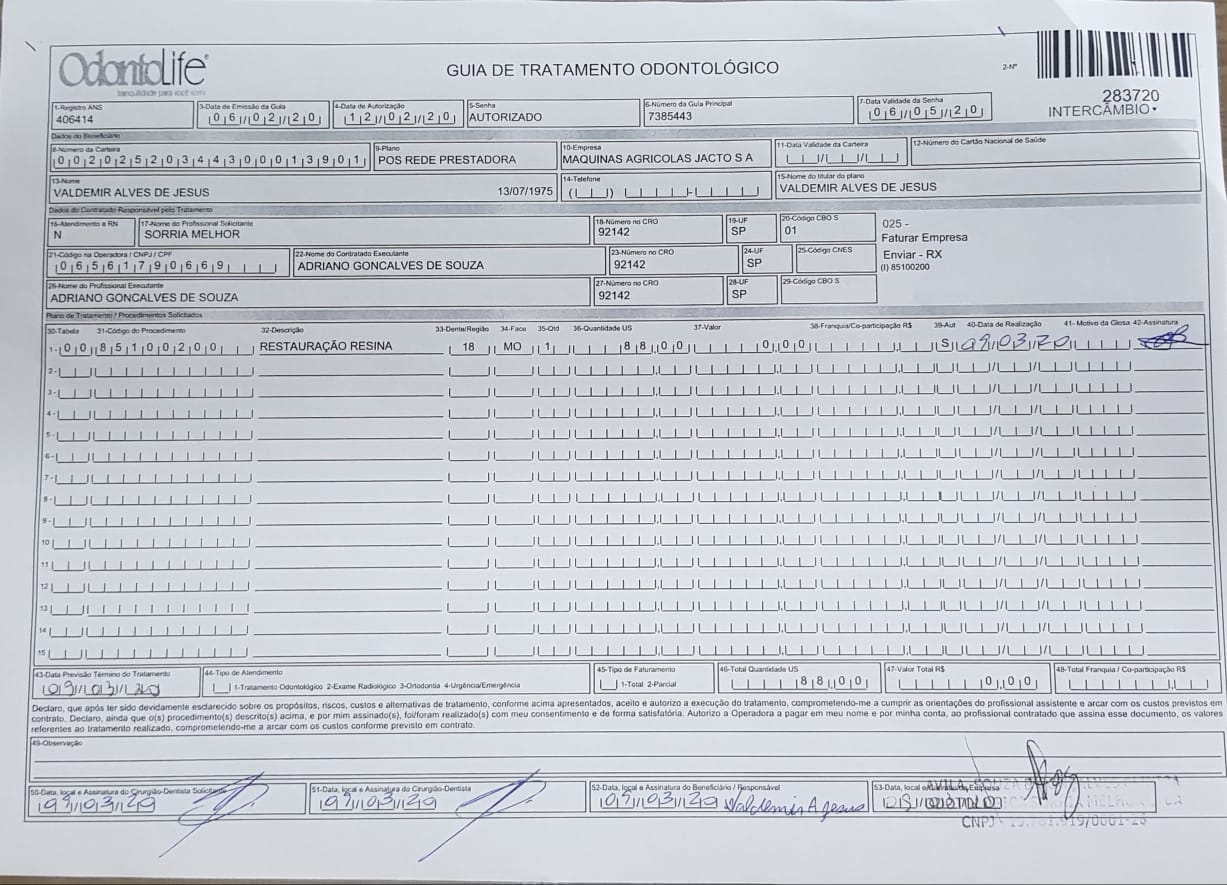 OdontoLife
tranquilidade para você sorrir
GUIA DE TRATAMENTO ODONTOLÓGICO
2-Nº
283720
INTERCÂMBIO
1-Registro ANS
406414
3-Data de Emissão da Guia
06/02/20
4-Data de Autorização
12/02/20
5-Senha
AUTORIZADO
6-Número da Guia Principal
7385443
7-Data Validade da Senha
06/05/20
Dados do Beneficiário
8-Número da Carteira
00202520344300013901
9-Plano
POS REDE PRESTADORA
10-Empresa
MAQUINAS AGRICOLAS JACTO S A
11-Data Validade da Carteira
12-Número do Cartão Nacional de Saúde
13-Nome
VALDEMIR ALVES DE JESUS 13/07/1975
14-Telefone
15-Nome do titular do plano
VALDEMIR ALVES DE JESUS
Dados do Contratado Responsável pelo Tratamento
16-Atendimento a RN
N
17-Nome do Profissional Solicitante
SORRIA MELHOR
18-Número no CRO
92142
19-UF
SP
20-Código CBO S
01
025 -
Faturar Empresa
Enviar - RX
(I) 85100200
21-Código na Operadora / CNPJ / CPF
06561790669
22-Nome do Contratado Executante
ADRIANO GONCALVES DE SOUZA
23-Número no CRO
92142
24-UF
SP
25-Código CNES
26-Nome do Profissional Executante
ADRIANO GONCALVES DE SOUZA
27-Número no CRO
92142
28-UF
SP
29-Código CBO S
Plano de Tratamento / Procedimentos Solicitados
30-Tabela 31-Código do Procedimento 32-Descrição 33-Dente/Região 34-Face 35-Qtd 36-Quantidade US 37-Valor 38-Franquia/Co-participação R$ 39-Aut 40-Data de Realização 41- Motivo da Glosa 42-Assinatura
1- 00 85100200 RESTAURAÇÃO RESINA 18 MO 1 88,00 0,00 S 09/03/20
2-
3-
4-
5-
6-
7-
8-
9-
10
11
12
13
14
15
43-Data Previsão Término do Tratamento
09/03/20
44-Tipo de Atendimento
1-Tratamento Odontológico 2-Exame Radiológico 3-Ortodontia 4-Urgência/Emergência
45-Tipo de Faturamento
1-Total 2-Parcial
46-Total Quantidade US
88,00
47-Valor Total R$
0,00
48-Total Franquia / Co-participação R$
Declaro, que após ter sido devidamente esclarecido sobre os propósitos, riscos, custos e alternativas de tratamento, conforme acima apresentados, aceito e autorizo a execução do tratamento, comprometendo-me a cumprir as orientações do profissional assistente e arcar com os custos previstos em
contrato. Declaro, ainda que o(s) procedimento(s) descrito(s) acima, e por mim assinado(s), foi/foram realizado(s) com meu consentimento e de forma satisfatória. Autorizo a Operadora a pagar em meu nome e por minha conta, ao profissional contratado que assina esse documento, os valores
referentes ao tratamento realizado, comprometendo-me a arcar com os custos conforme previsto em contrato.
49-Observação
50-Data, local e Assinatura do Cirurgião-Dentista Solicitante
09/03/20
51-Data, local e Assinatura do Cirurgião-Dentista
09/03/20
52-Data, local e Assinatura do Beneficiário / Responsável
09/03/20 Valdemir A Jesus
53-Data, local e
CNPJ